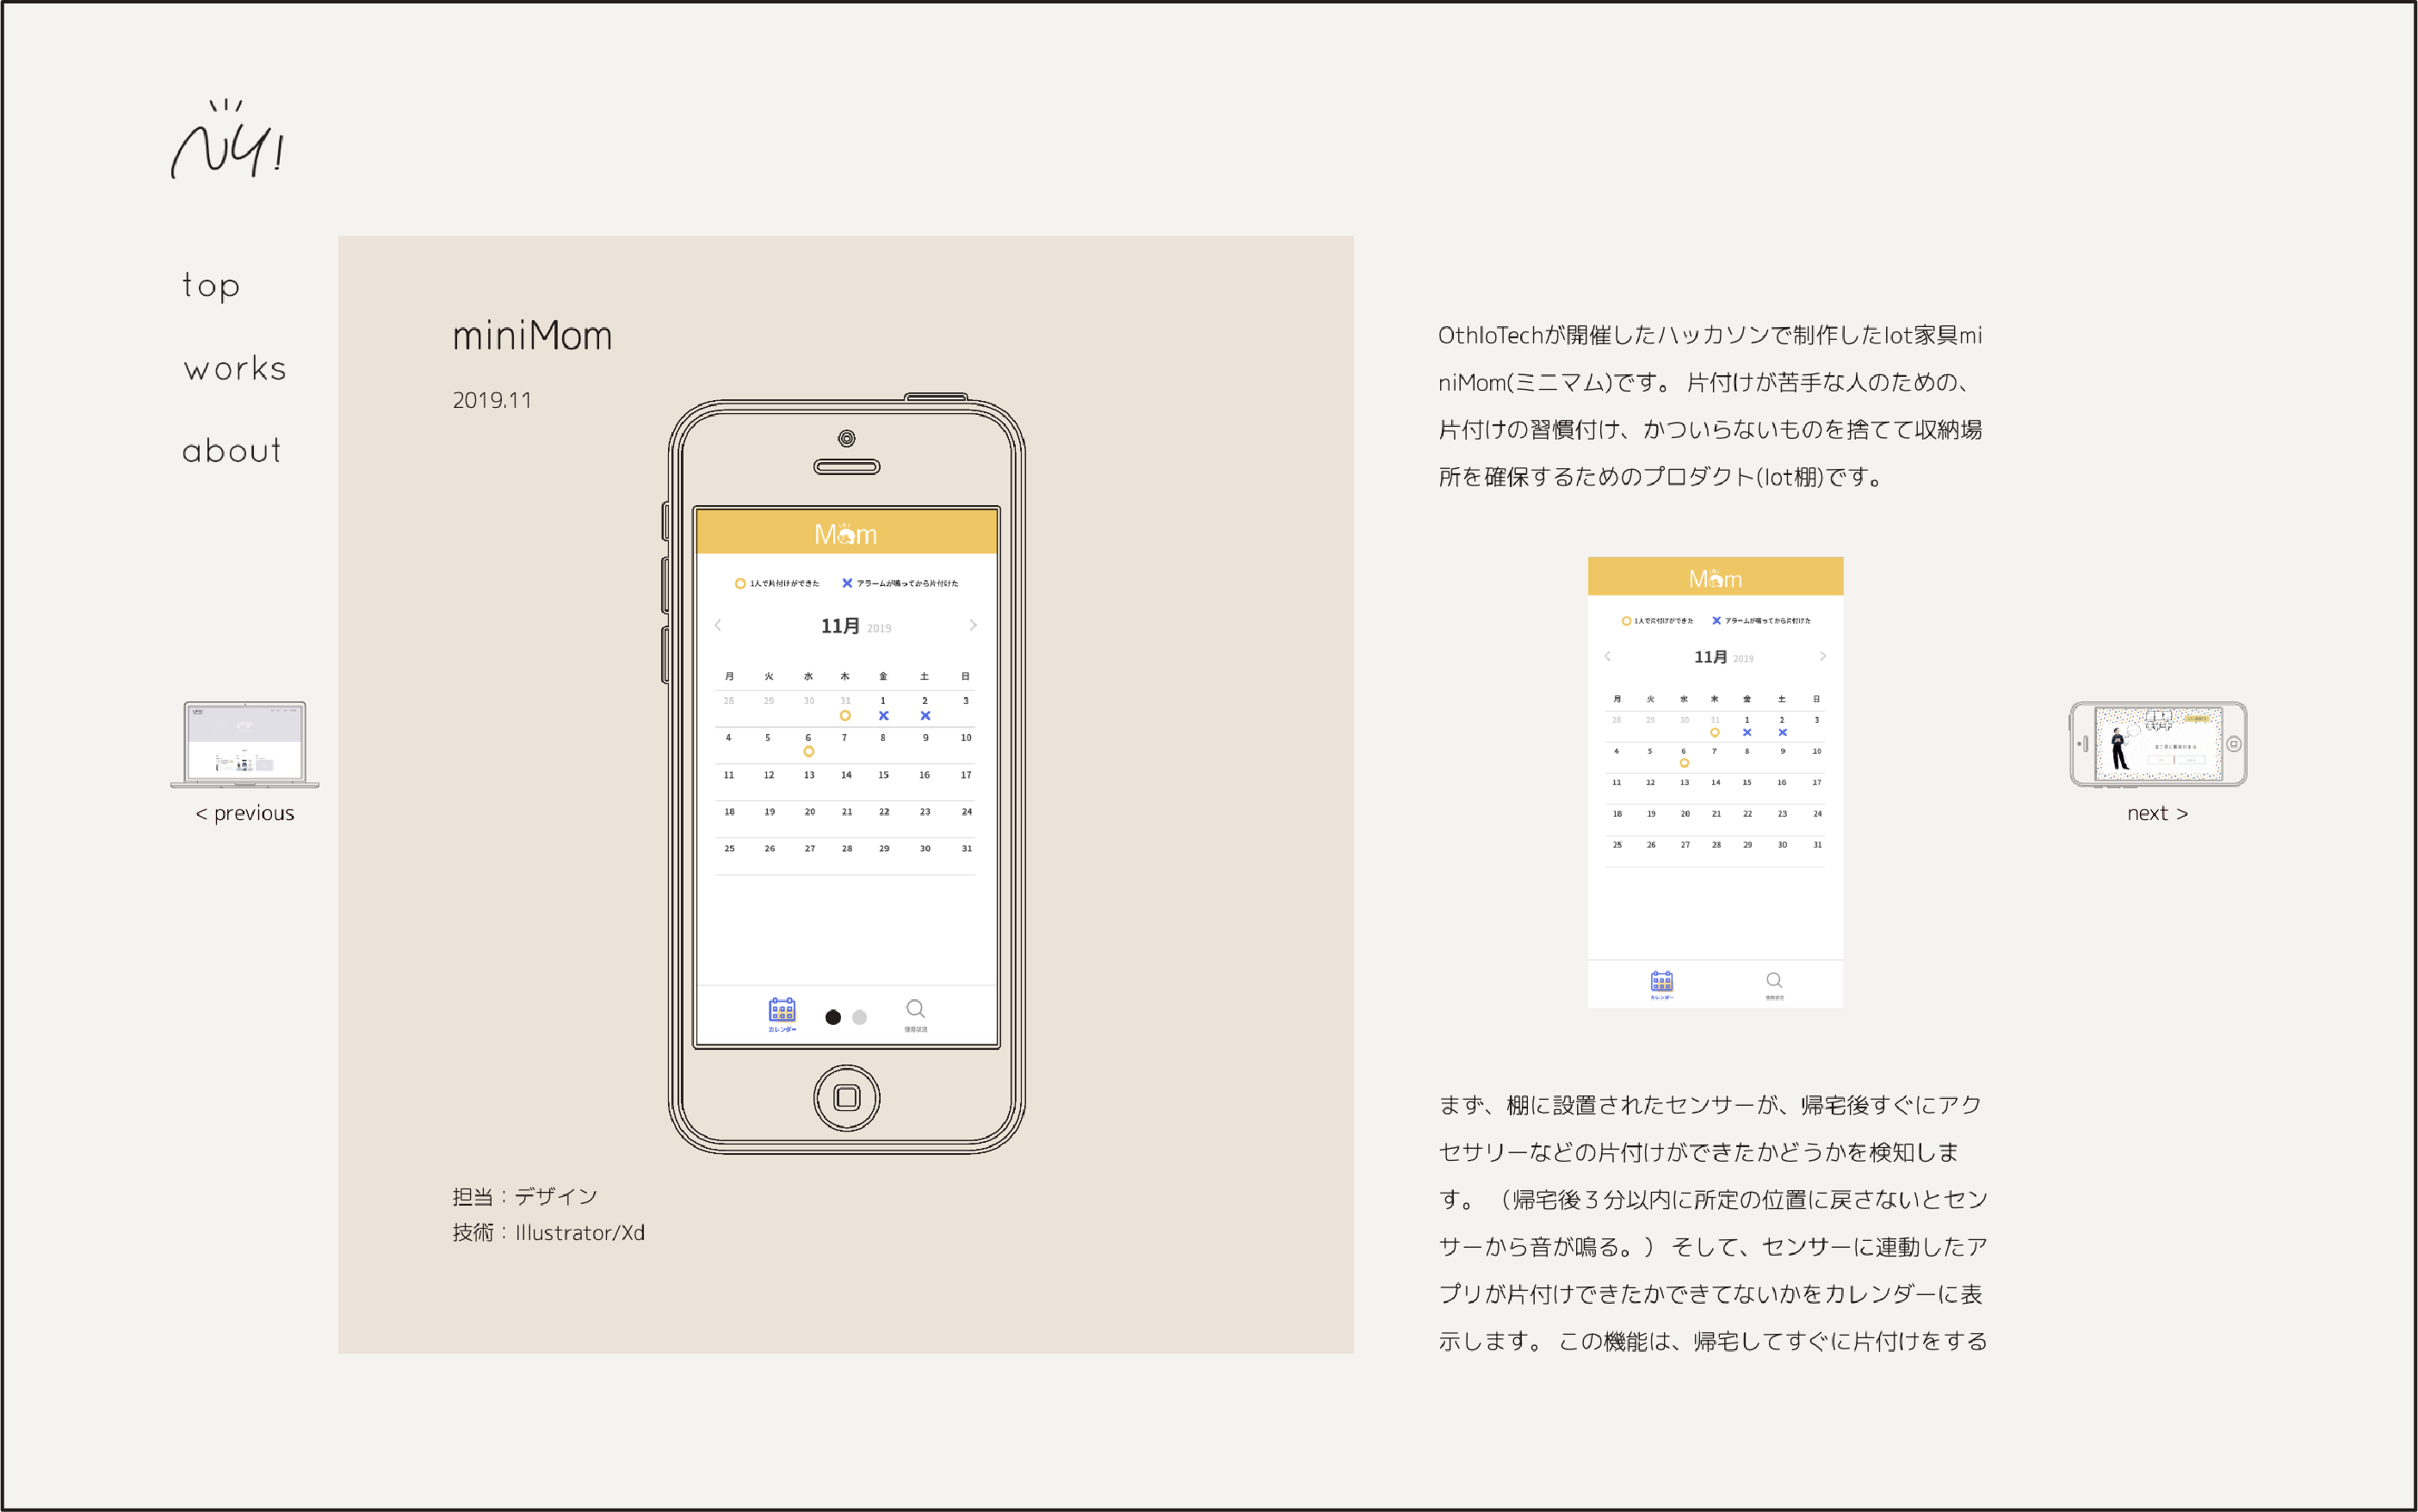 NY!
top
works
about
< previous
miniMom
2019.11
mini
Mom
1人で片付けができた アラームが鳴ってから片付けた
11月 2019
月 火 水 木 金 土 日
28 29 30 31 1 2 3
4 5 6 7 8 9 10
11 12 13 14 15 16 17
18 19 20 21 22 23 24
25 26 27 28 29 30 31
カレンダー
担当：デザイン
技術：Illustrator/Xd
OthloTechが開催したハッカソンで制作したIot家具mi
niMom(ミニマム)です。 片付けが苦手な人のための、
片付けの習慣付け、かついらないものを捨てて収納場
所を確保するためのプロダクト(Iot棚)です。
Mom
1人で片付けができた アラームが鳴ってから片付けた
11月 2019
月 火 水 木 金 土 日
28 29 30 31 1 2 3
4 5 6 7 8 9 10
11 12 13 14 15 16 17
18 19 20 21 22 23 24
25 26 27 28 29 30 31
カレンダー
まず、棚に設置されたセンサーが、帰宅後すぐにアク
セサリーなどの片付けができたかどうかを検知しま
す。 （帰宅後３分以内に所定の位置に戻さないとセン
サーから音が鳴る。） そして、センサーに連動したア
プリが片付けできたかできてないかをカレンダーに表
示します。 この機能は、帰宅してすぐに片付けをする
next >